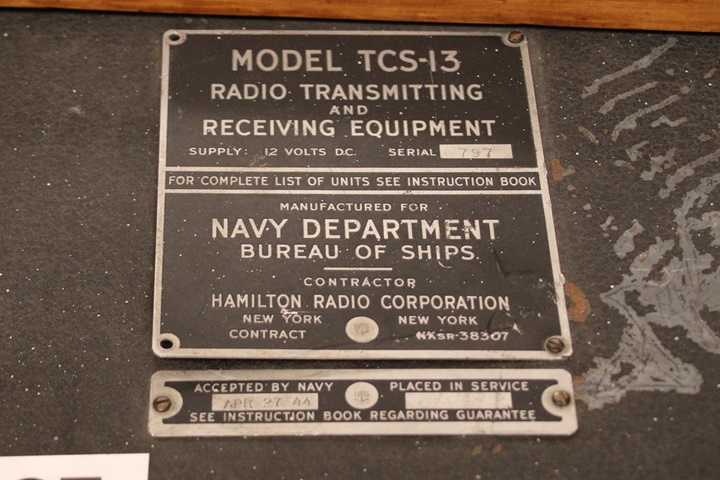 MODEL TCS-13
RADIO TRANSMITTING
AND
RECEIVING EQUIPMENT
SUPPLY: 12 VOLTS D.C. SERIAL 797
FOR COMPLETE LIST OF UNITS SEE INSTRUCTION BOOK
MANUFACTURED FOR
NAVY DEPARTMENT
BUREAU OF SHIPS
CONTRACTOR
HAMILTON RADIO CORPORATION
NEW YORK NEW YORK
CONTRACT NXsr-38307
ACCEPTED BY NAVY PLACED IN SERVICE
APR 27 44
SEE INSTRUCTION BOOK REGARDING GUARANTEE